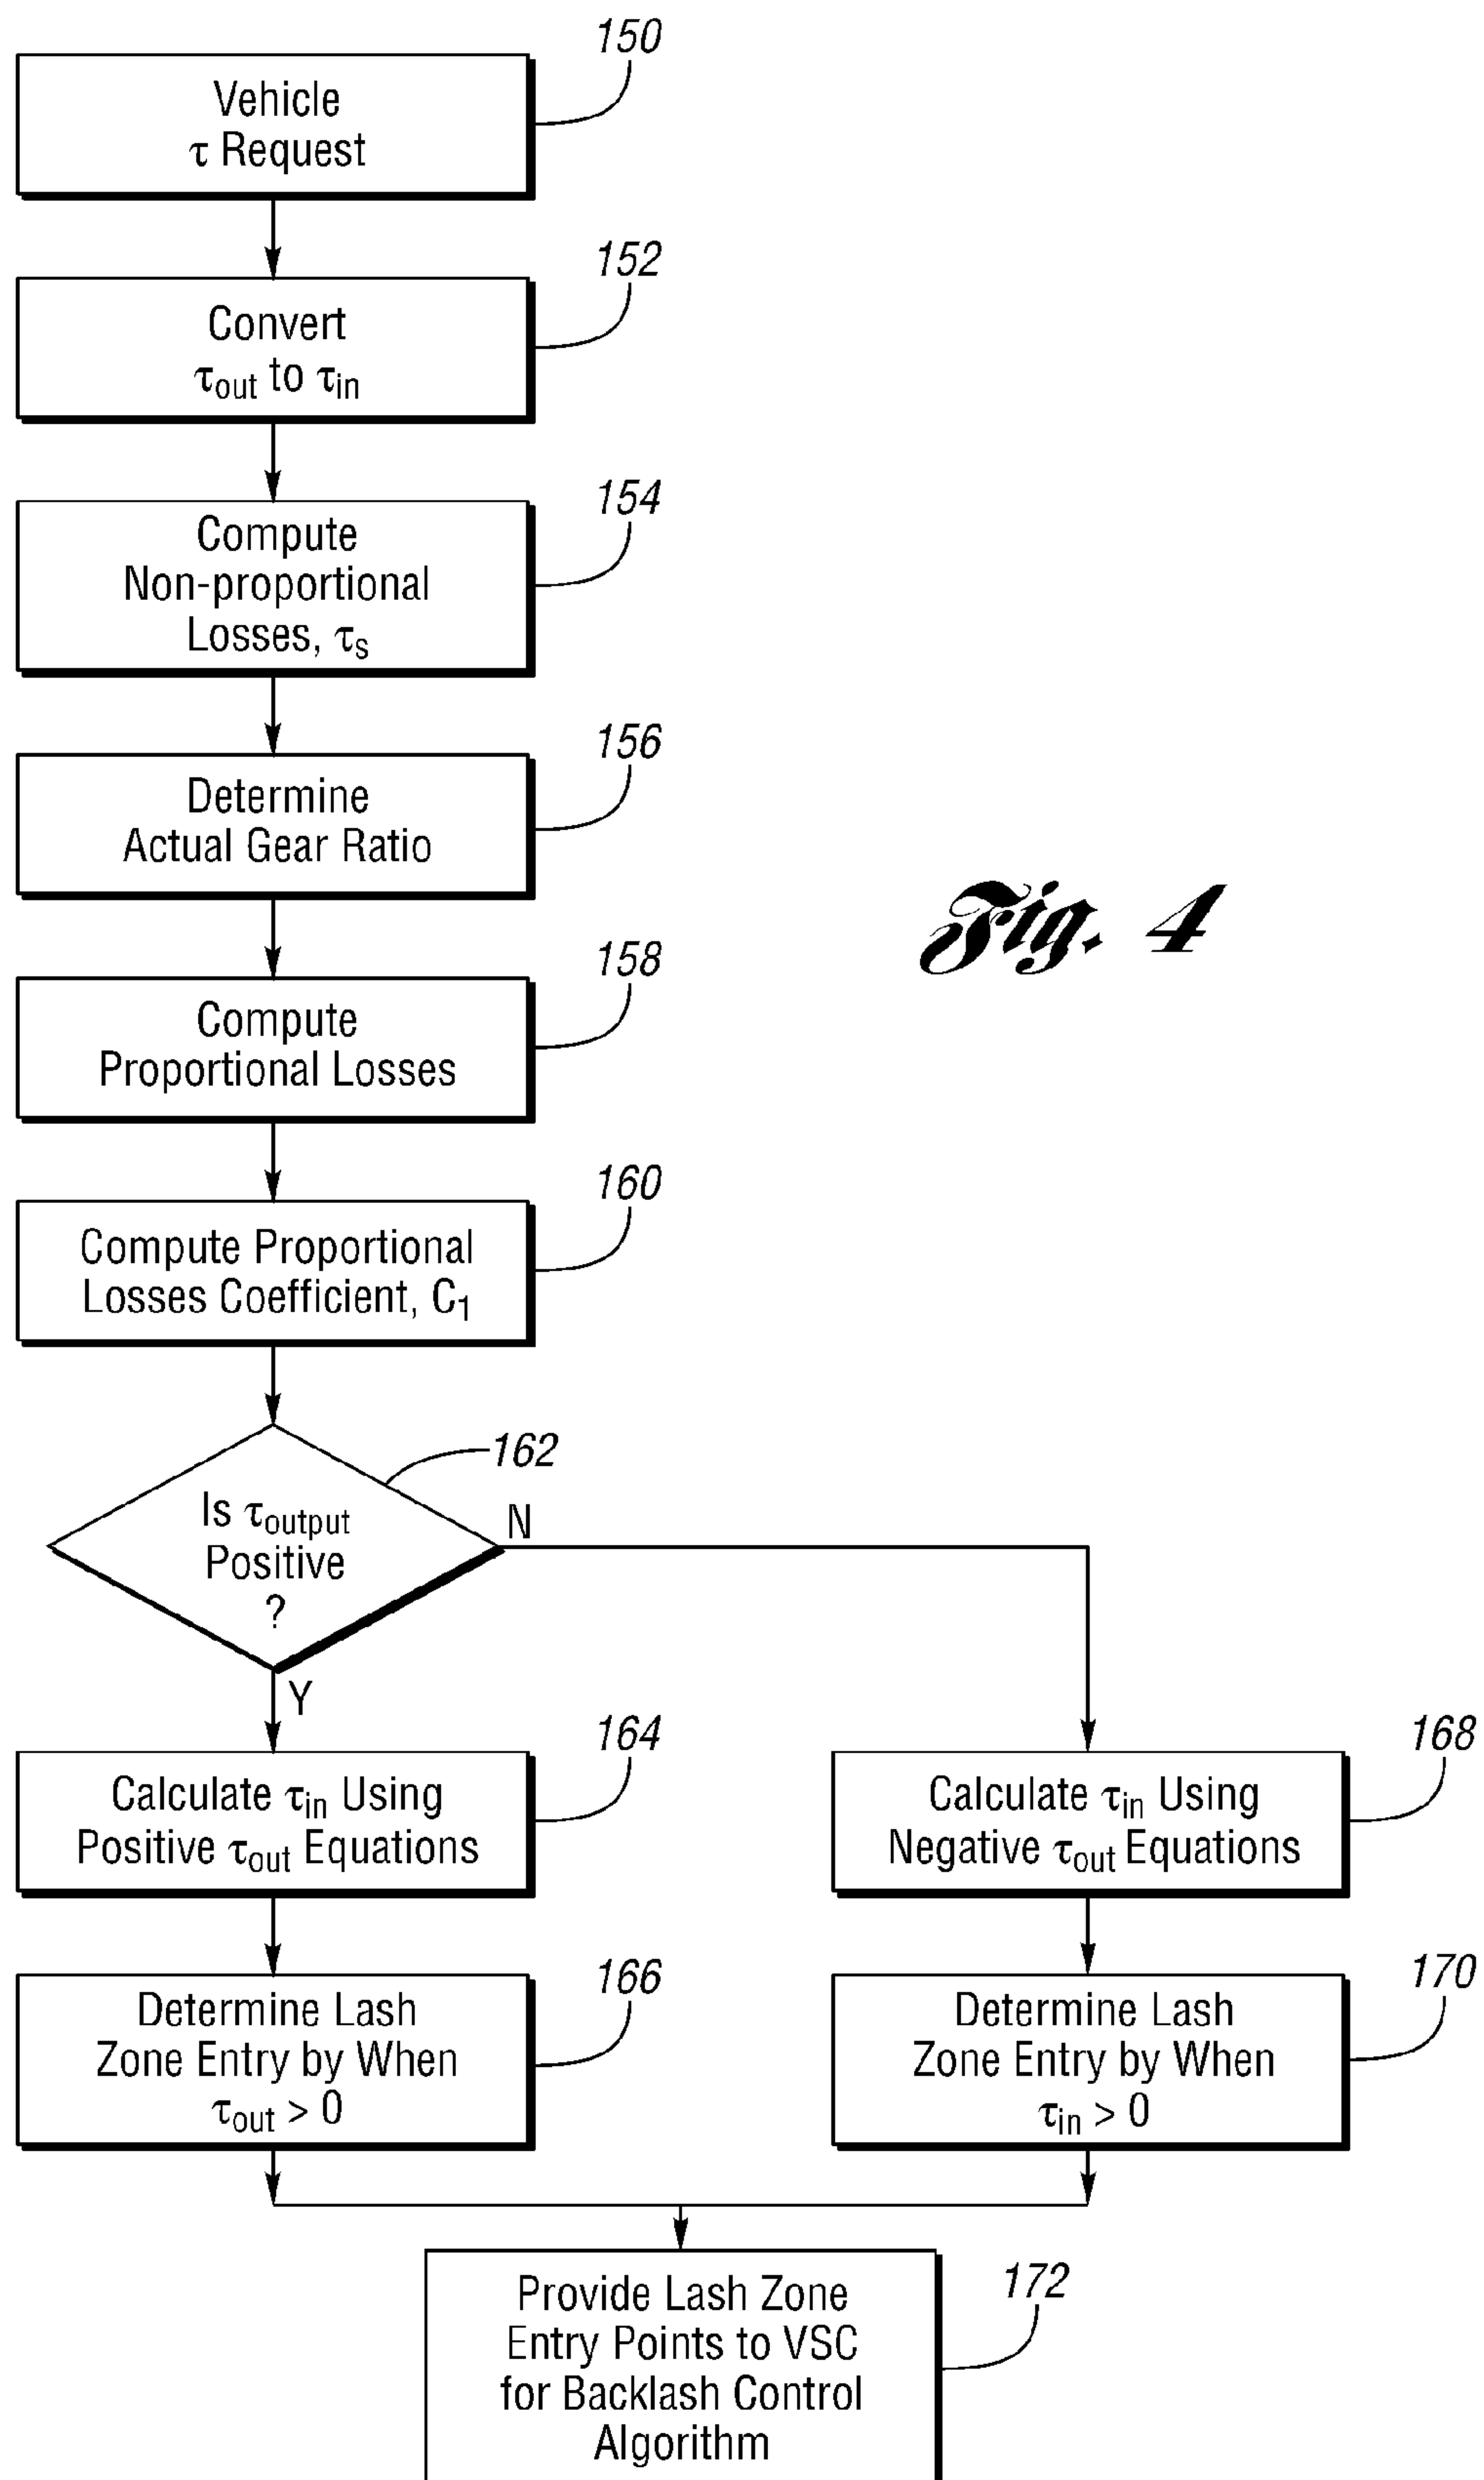 150
Vehicle
τ Request
152
Convert
τout to τin
154
Compute
Non-proportional
Losses, τs
156
Determine
Actual Gear Ratio
Fig. 4
158
Compute
Proportional Losses
160
Compute Proportional
Losses Coefficient, C1
162
Is τoutput
Positive
?
N
Y
164
Calculate τin Using
Positive τout Equations
168
Calculate τin Using
Negative τout Equations
166
Determine Lash
Zone Entry by When
τout > 0
170
Determine Lash
Zone Entry by When
τin > 0
172
Provide Lash Zone
Entry Points to VSC
for Backlash Control
Algorithm